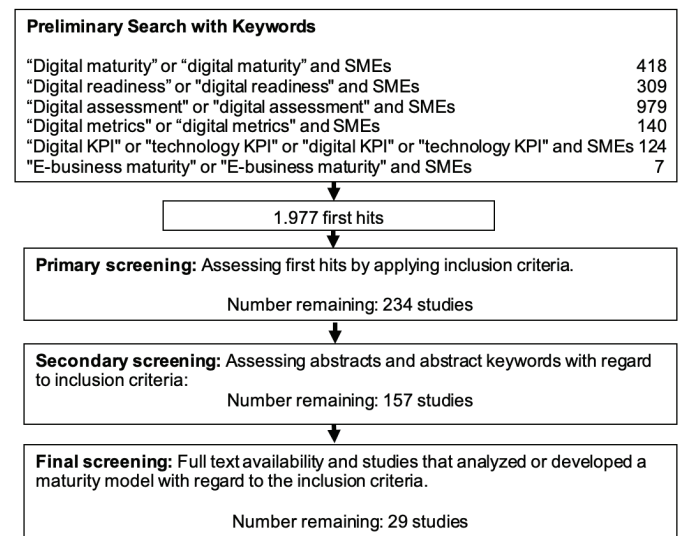 Preliminary Search with Keywords
“Digital maturity” or “digital maturity” and SMEs 418
“Digital readiness” or "digital readiness" and SMEs 309
“Digital assessment" or "digital assessment" and SMEs 979
“Digital metrics" or “digital metrics" and SMEs 140
“Digital KPI" or "technology KPI" or "digital KPI" or "technology KPI" and SMEs 124
"E-business maturity" or "E-business maturity" and SMEs 7
1.977 first hits
Primary screening: Assessing first hits by applying inclusion criteria.
Number remaining: 234 studies
Secondary screening: Assessing abstracts and abstract keywords with regard
to inclusion criteria:
Number remaining: 157 studies
Final screening: Full text availability and studies that analyzed or developed a
maturity model with regard to the inclusion criteria.
Number remaining: 29 studies